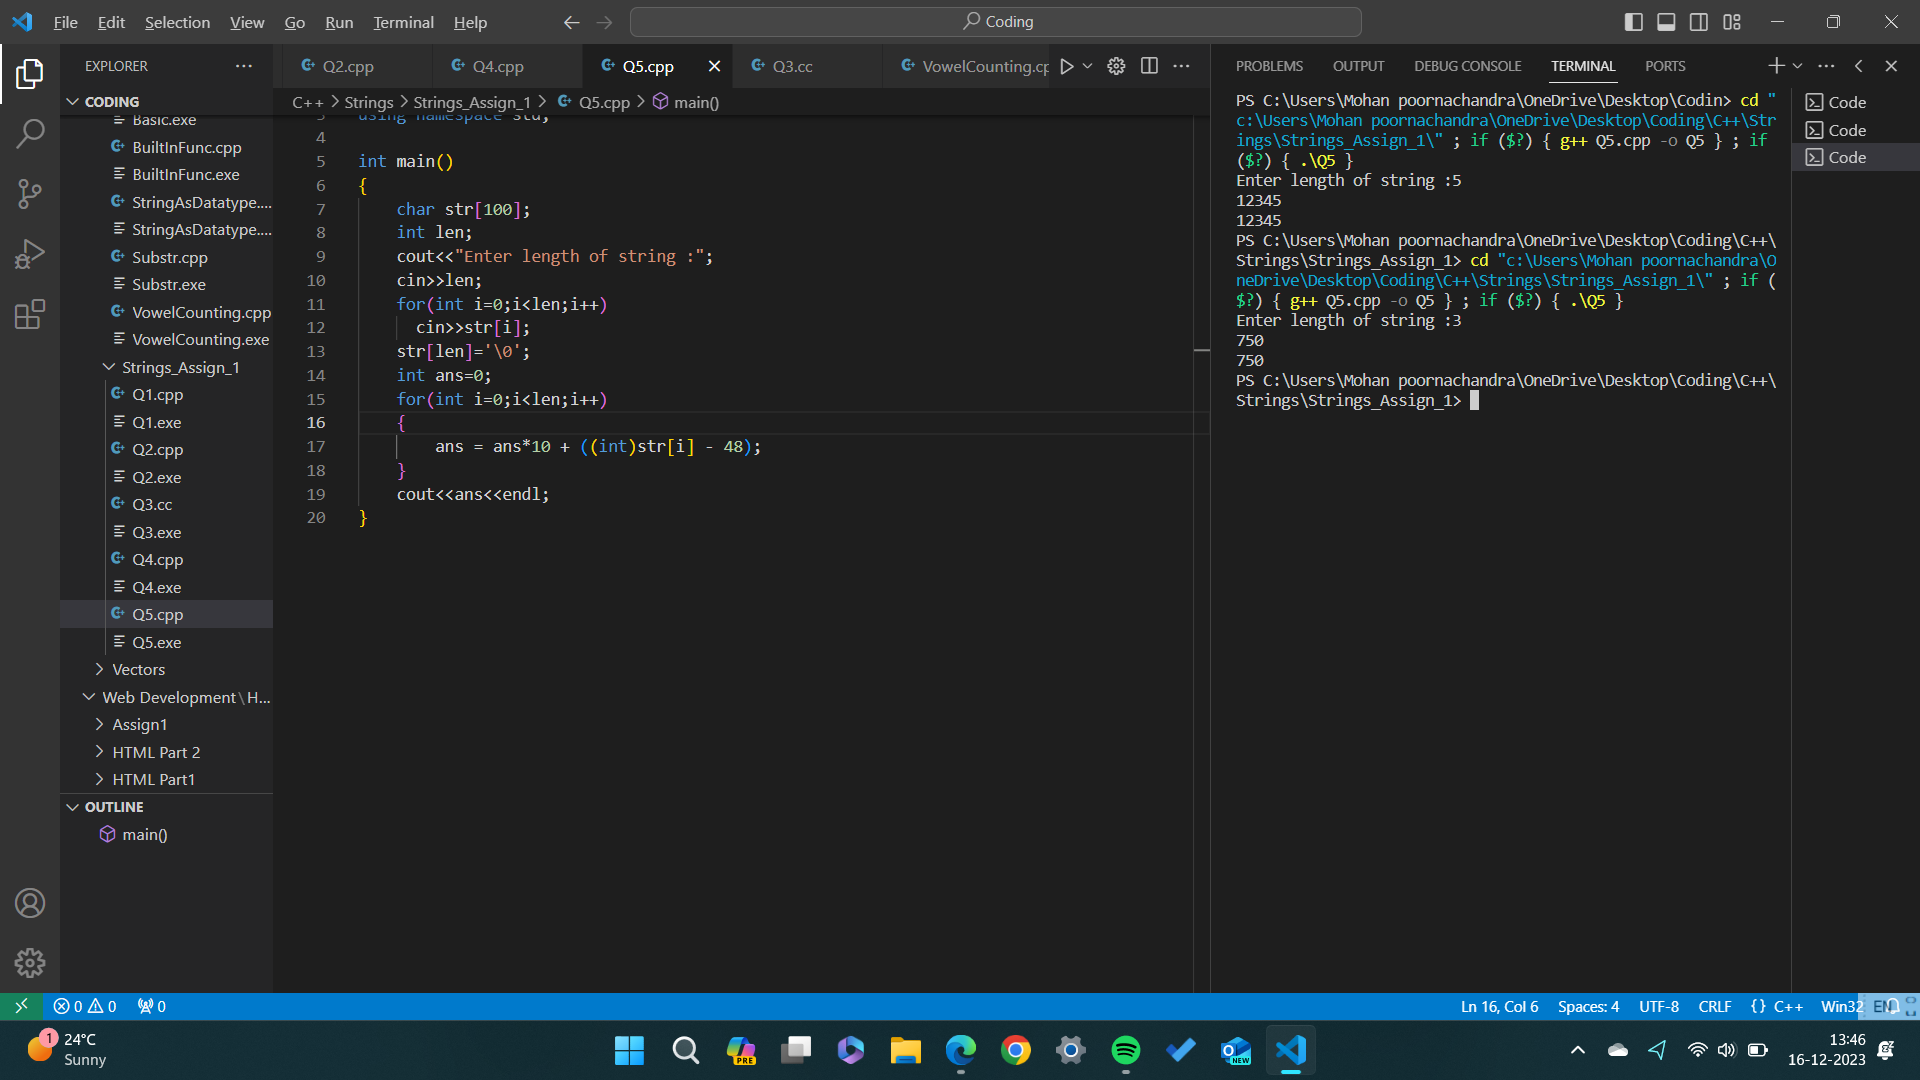 File Edit Selection View Go Run Terminal Help
Coding
EXPLORER
CODING
Basic.exe
BuiltInFunc.cpp
BuiltInFunc.exe
StringAsDatatype....
StringAsDatatype....
Substr.cpp
Substr.exe
VowelCounting.cpp
VowelCounting.exe
Strings_Assign_1
Q1.cpp
Q1.exe
Q2.cpp
Q2.exe
Q3.cc
Q3.exe
Q4.cpp
Q4.exe
Q5.cpp
Q5.exe
Vectors
Web Development\H...
Assign1
HTML Part 2
HTML Part1
OUTLINE
main()
Q2.cpp Q4.cpp Q5.cpp Q3.cc VowelCounting.cp
C++ > Strings > Strings_Assign_1 > Q5.cpp > main()
3 using namespace std;
4
5 int main()
6 {
7 char str[100];
8 int len;
9 cout<<"Enter length of string :";
10 cin>>len;
11 for(int i=0;i<len;i++)
12 cin>>str[i];
13 str[len]='\0';
14 int ans=0;
15 for(int i=0;i<len;i++)
16 {
17 ans = ans*10 + ((int)str[i] - 48);
18 }
19 cout<<ans<<endl;
20 }
PROBLEMS OUTPUT DEBUG CONSOLE TERMINAL PORTS
PS C:\Users\Mohan poornachandra\OneDrive\Desktop\Codin> cd "
c:\Users\Mohan poornachandra\OneDrive\Desktop\Coding\C++\Str
ings\Strings_Assign_1\" ; if ($?) { g++ Q5.cpp -o Q5 } ; if
($?) { .\Q5 }
Enter length of string :5
12345
12345
PS C:\Users\Mohan poornachandra\OneDrive\Desktop\Coding\C++\
Strings\Strings_Assign_1> cd "c:\Users\Mohan poornachandra\O
neDrive\Desktop\Coding\C++\Strings\Strings_Assign_1\" ; if (
$?) { g++ Q5.cpp -o Q5 } ; if ($?) { .\Q5 }
Enter length of string :3
750
750
PS C:\Users\Mohan poornachandra\OneDrive\Desktop\Coding\C++\
Strings\Strings_Assign_1>
Code
Code
Code
0 0 0
Ln 16, Col 6 Spaces: 4 UTF-8 CRLF {} C++ Win32 EN
1 24°C
Sunny
PRE
NEW
13:46
16-12-2023